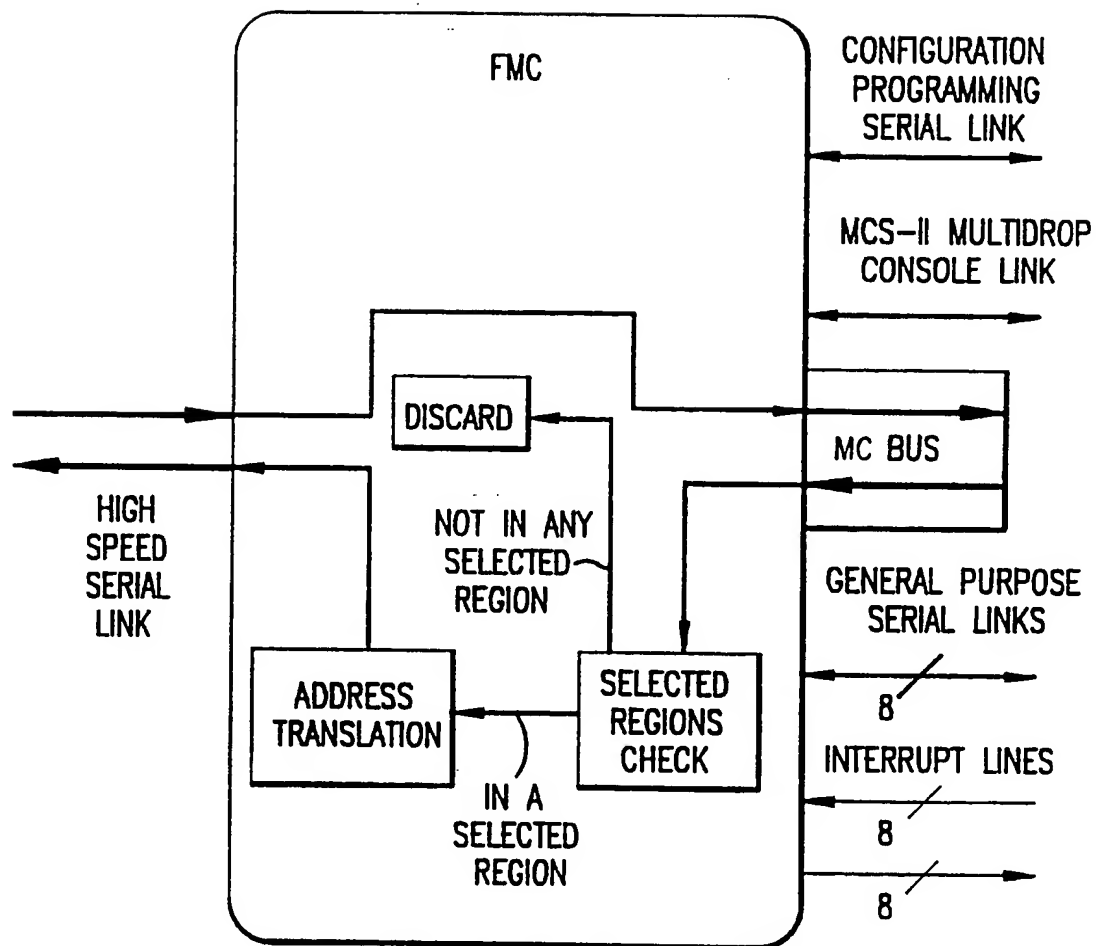 FMC
CONFIGURATION
PROGRAMMING
SERIAL LINK
MCS-II MULTIDROP
CONSOLE LINK
DISCARD
MC BUS
HIGH
SPEED
SERIAL
LINK
NOT IN ANY
SELECTED
REGION
GENERAL PURPOSE
SERIAL LINKS
8
ADDRESS
TRANSLATION
SELECTED
REGIONS
CHECK
IN A
SELECTED
REGION
INTERRUPT LINES
8
8